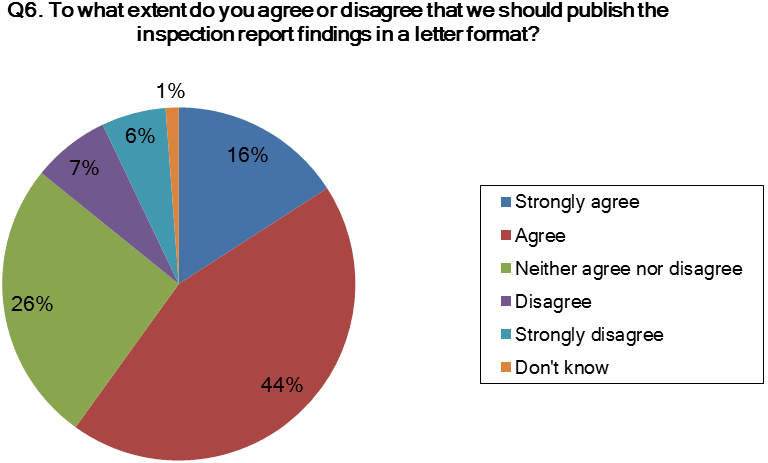 Q6. To what extent do you agree or disagree that we should publish the
inspection report findings in a letter format?
1%
6%
16%
7%
26%
44%
Strongly agree
Agree
Neither agree nor disagree
Disagree
Strongly disagree
Don't know